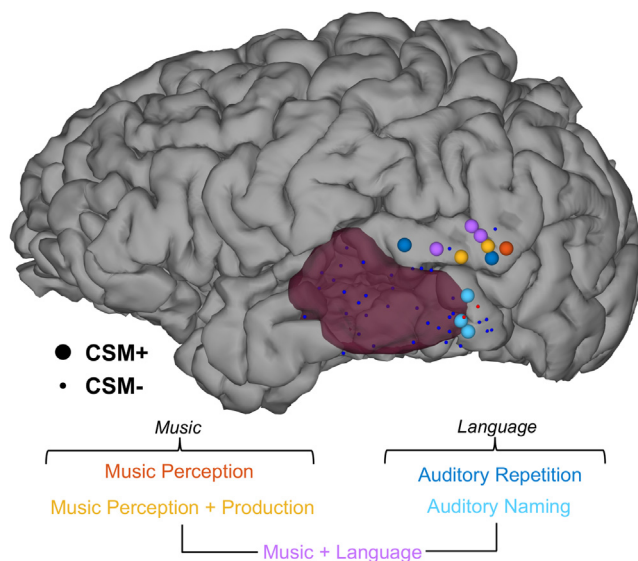 CSM+
CSM-
Music
Language
Music Perception
Auditory Repetition
Music Perception + Production
Auditory Naming
Music + Language